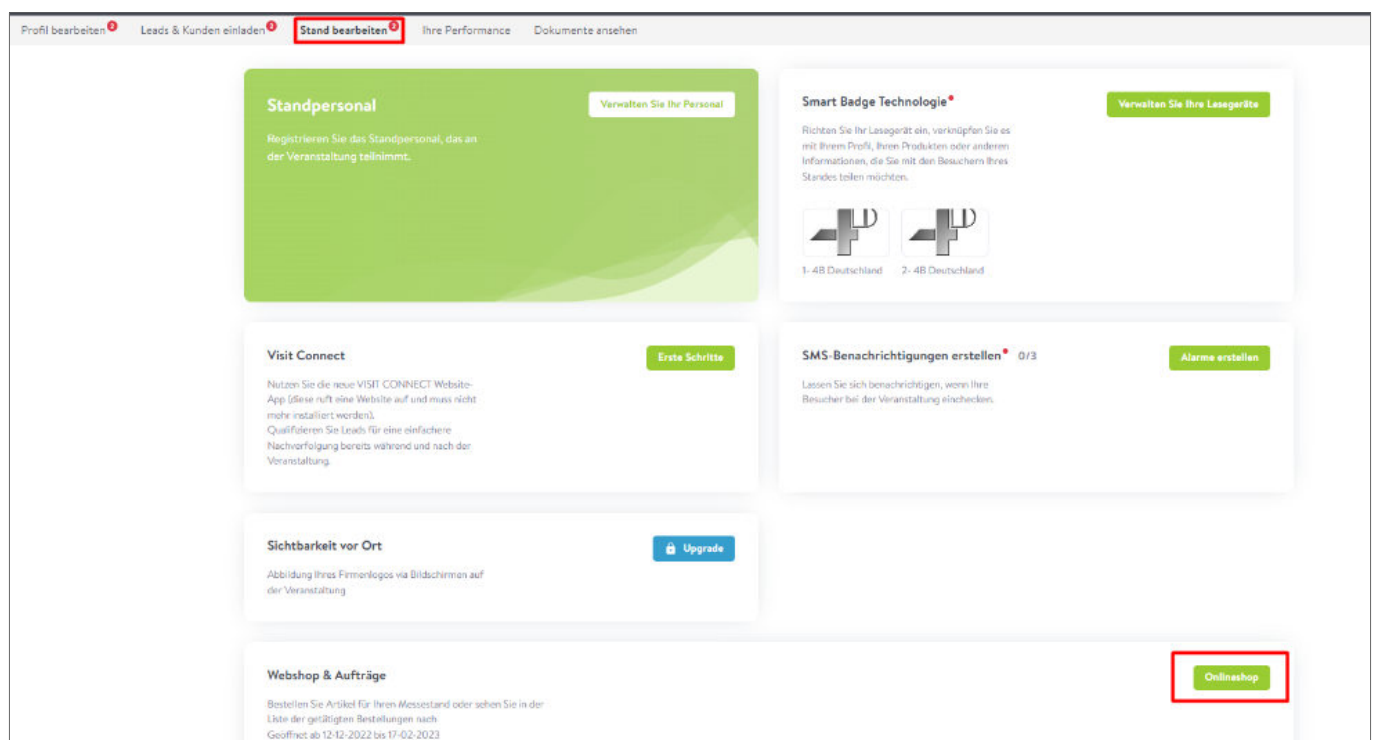 Profil bearbeiten 2 Leads & Kunden einladen 2 Stand bearbeiten 2 Ihre Performance Dokumente ansehen
Standpersonal
Verwalten Sie Ihr Personal
Registrieren Sie das Standpersonal, das an
der Veranstaltung teilnimmt.
Smart Badge Technologie
Verwalten Sie Ihre Lesegeräte
Richten Sie Ihr Lesegerät ein, verknüpfen Sie es
mit Ihrem Profil, Ihren Produkten oder anderen
Informationen, die Sie mit den Besuchern Ihres
Standes teilen möchten.
4D 4D
1- 4B Deutschland 2- 4B Deutschland
Visit Connect
Erste Schritte
Nutzen Sie die neue VISIT CONNECT Website-
App (diese ruft eine Website auf und muss nicht
mehr installiert werden).
Qualifizieren Sie Leads für eine einfachere
Nachverfolgung bereits während und nach der
Veranstaltung.
SMS-Benachrichtigungen erstellen 0/3
Alarme erstellen
Lassen Sie sich benachrichtigen, wenn Ihre
Besucher bei der Veranstaltung einchecken.
Sichtbarkeit vor Ort
Upgrade
Abbildung Ihres Firmenlogos via Bildschirmen auf
der Veranstaltung
Webshop & Aufträge
Onlineshop
Bestellen Sie Artikel für Ihren Messestand oder sehen Sie in der
Liste der getätigten Bestellungen nach
Geöffnet ab 12-12-2022 bis 17-02-2023